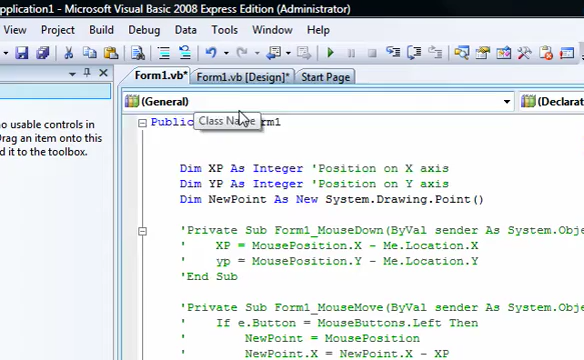 pplication1 - Microsoft Visual Basic 2008 Express Edition (Administrator)
View Project Build Debug Data Tools Window Help
Form1.vb* Form1.vb [Design]* Start Page
(General) (Declarat
no usable controls in
Drag an item onto this
d it to the toolbox.
Public rm1
Class Name
Dim XP As Integer 'Position on X axis
Dim YP As Integer 'Position on Y axis
Dim NewPoint As New System.Drawing.Point()
'Private Sub Form1_MouseDown(ByVal sender As System.Obje
' XP = MousePosition.X - Me.Location.X
' yp = MousePosition.Y - Me.Location.Y
'End Sub
'Private Sub Form1_MouseMove(ByVal sender As System.Obje
' If e.Button = MouseButtons.Left Then
' NewPoint = MousePosition
' NewPoint.X = NewPoint.X - XP